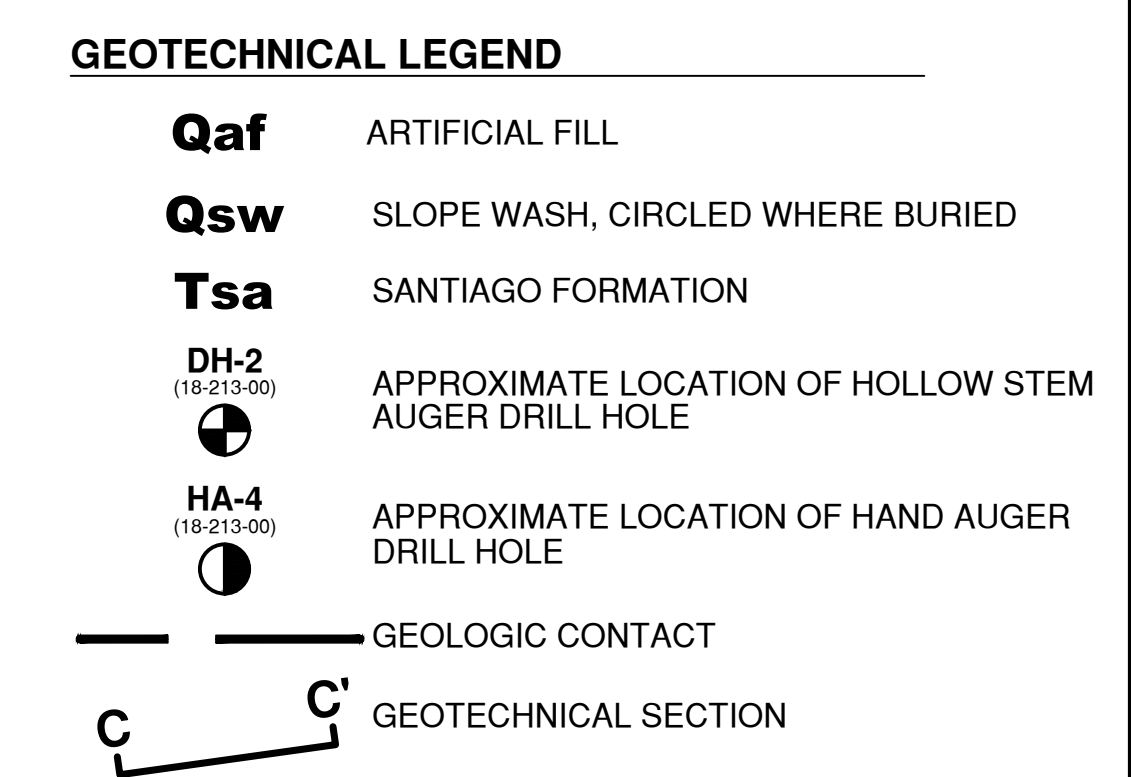 GEOTECHNICAL LEGEND
Qaf ARTIFICIAL FILL
Qsw SLOPE WASH, CIRCLED WHERE BURIED
Tsa SANTIAGO FORMATION
DH-2
(18-213-00)
APPROXIMATE LOCATION OF HOLLOW STEM
AUGER DRILL HOLE
HA-4
(18-213-00)
APPROXIMATE LOCATION OF HAND AUGER
DRILL HOLE
GEOLOGIC CONTACT
C C' GEOTECHNICAL SECTION